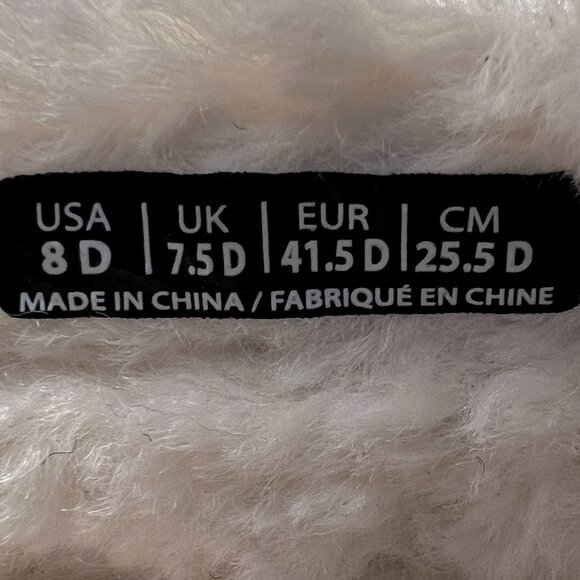 USA | UK | EUR | CM
8 D | 7.5 D | 41.5 D | 25.5 D
MADE IN CHINA / FABRIQUÉ EN CHINE